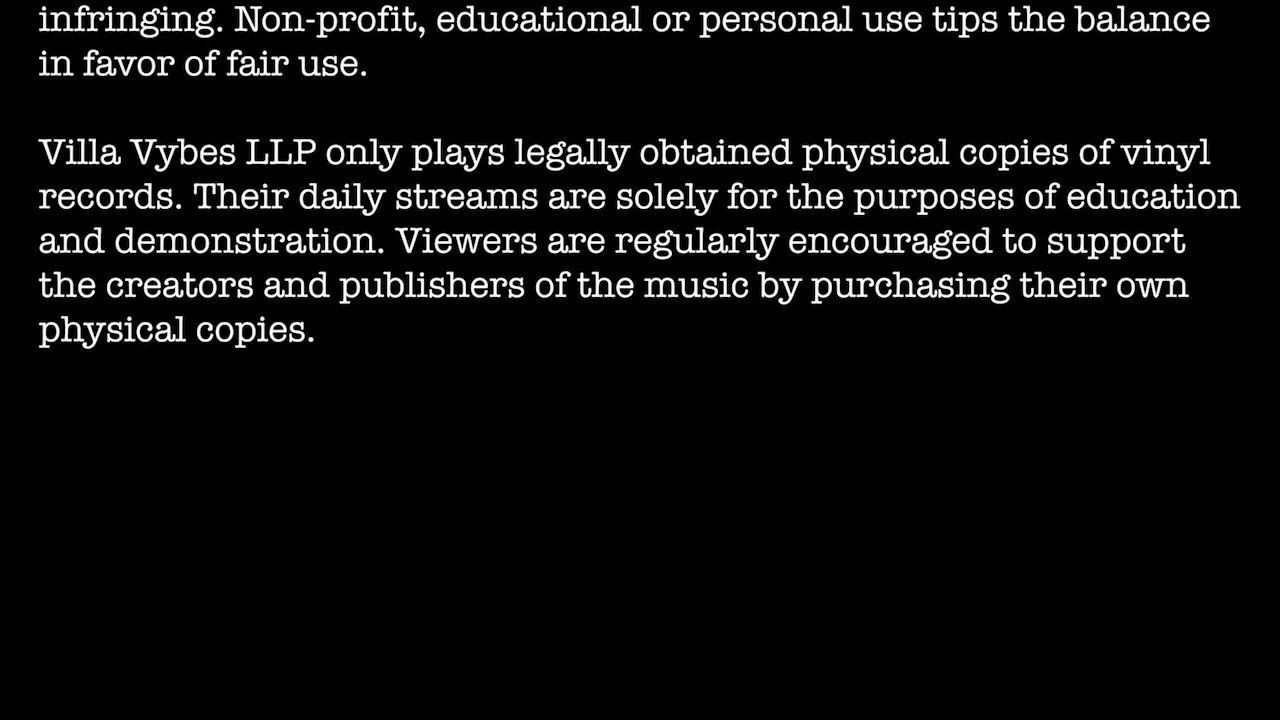 infringing. Non-profit, educational or personal use tips the balance
in favor of fair use.
Villa Vybes LLP only plays legally obtained physical copies of vinyl
records. Their daily streams are solely for the purposes of education
and demonstration. Viewers are regularly encouraged to support
the creators and publishers of the music by purchasing their own
physical copies.